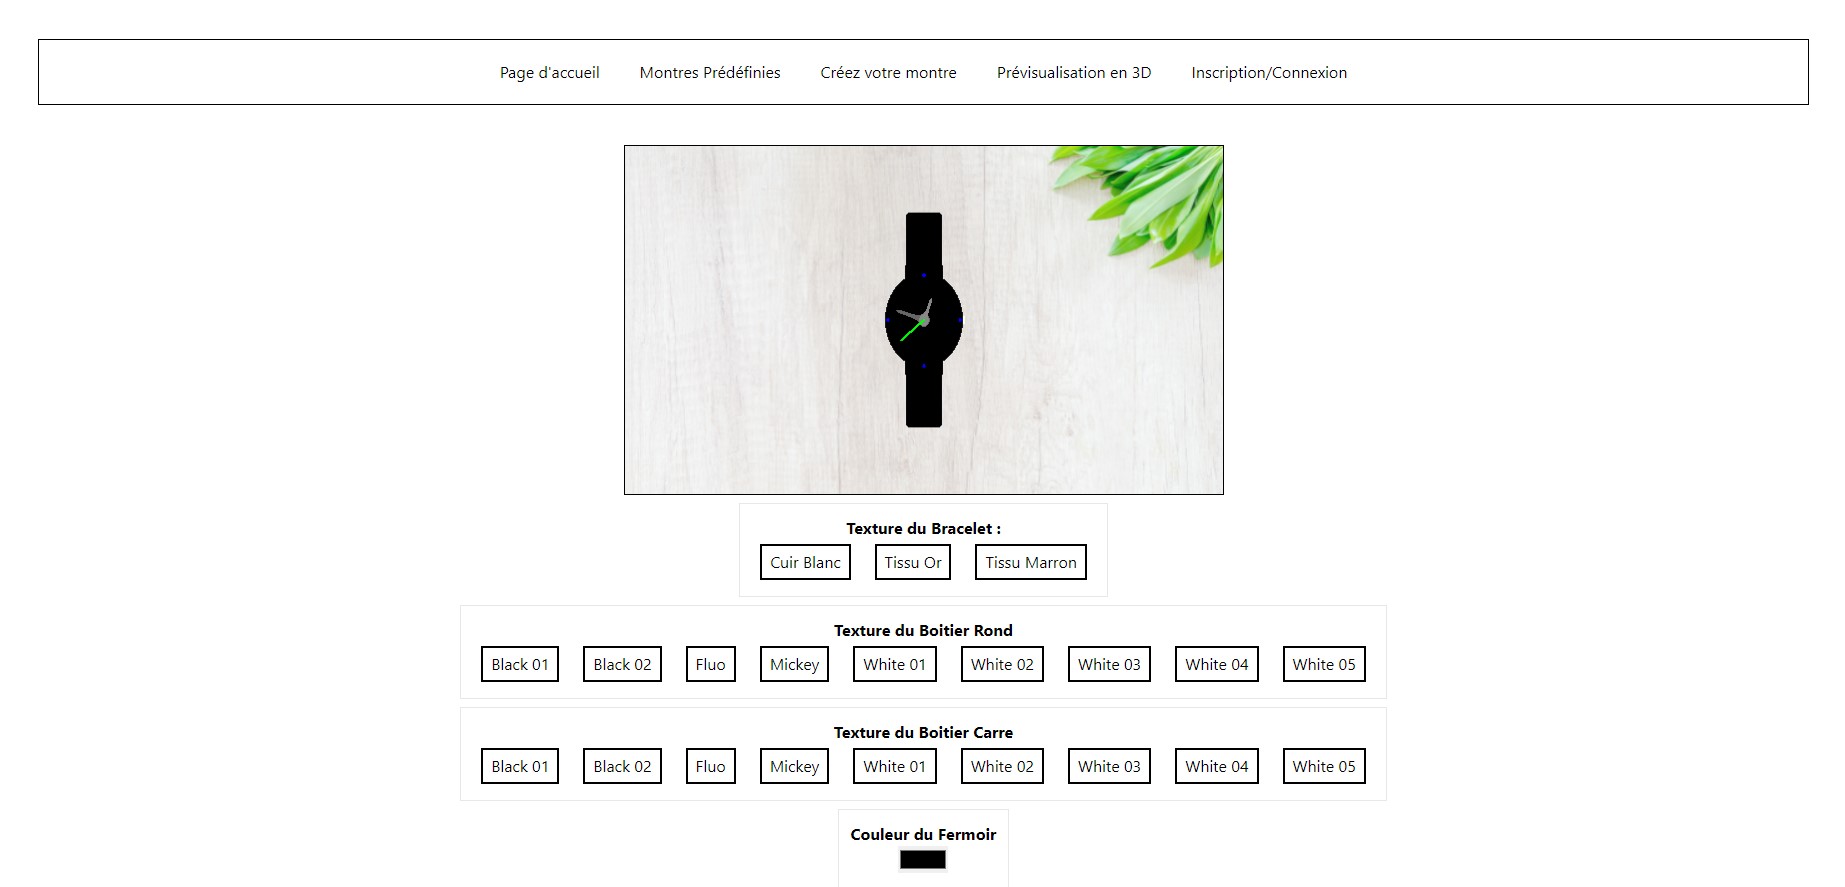 Page d'accueil Montres Prédéfinies Créez votre montre Prévisualisation en 3D Inscription/Connexion
Texture du Bracelet :
Cuir Blanc Tissu Or Tissu Marron
Texture du Boitier Rond
Black 01 Black 02 Fluo Mickey White 01 White 02 White 03 White 04 White 05
Texture du Boitier Carre
Black 01 Black 02 Fluo Mickey White 01 White 02 White 03 White 04 White 05
Couleur du Fermoir